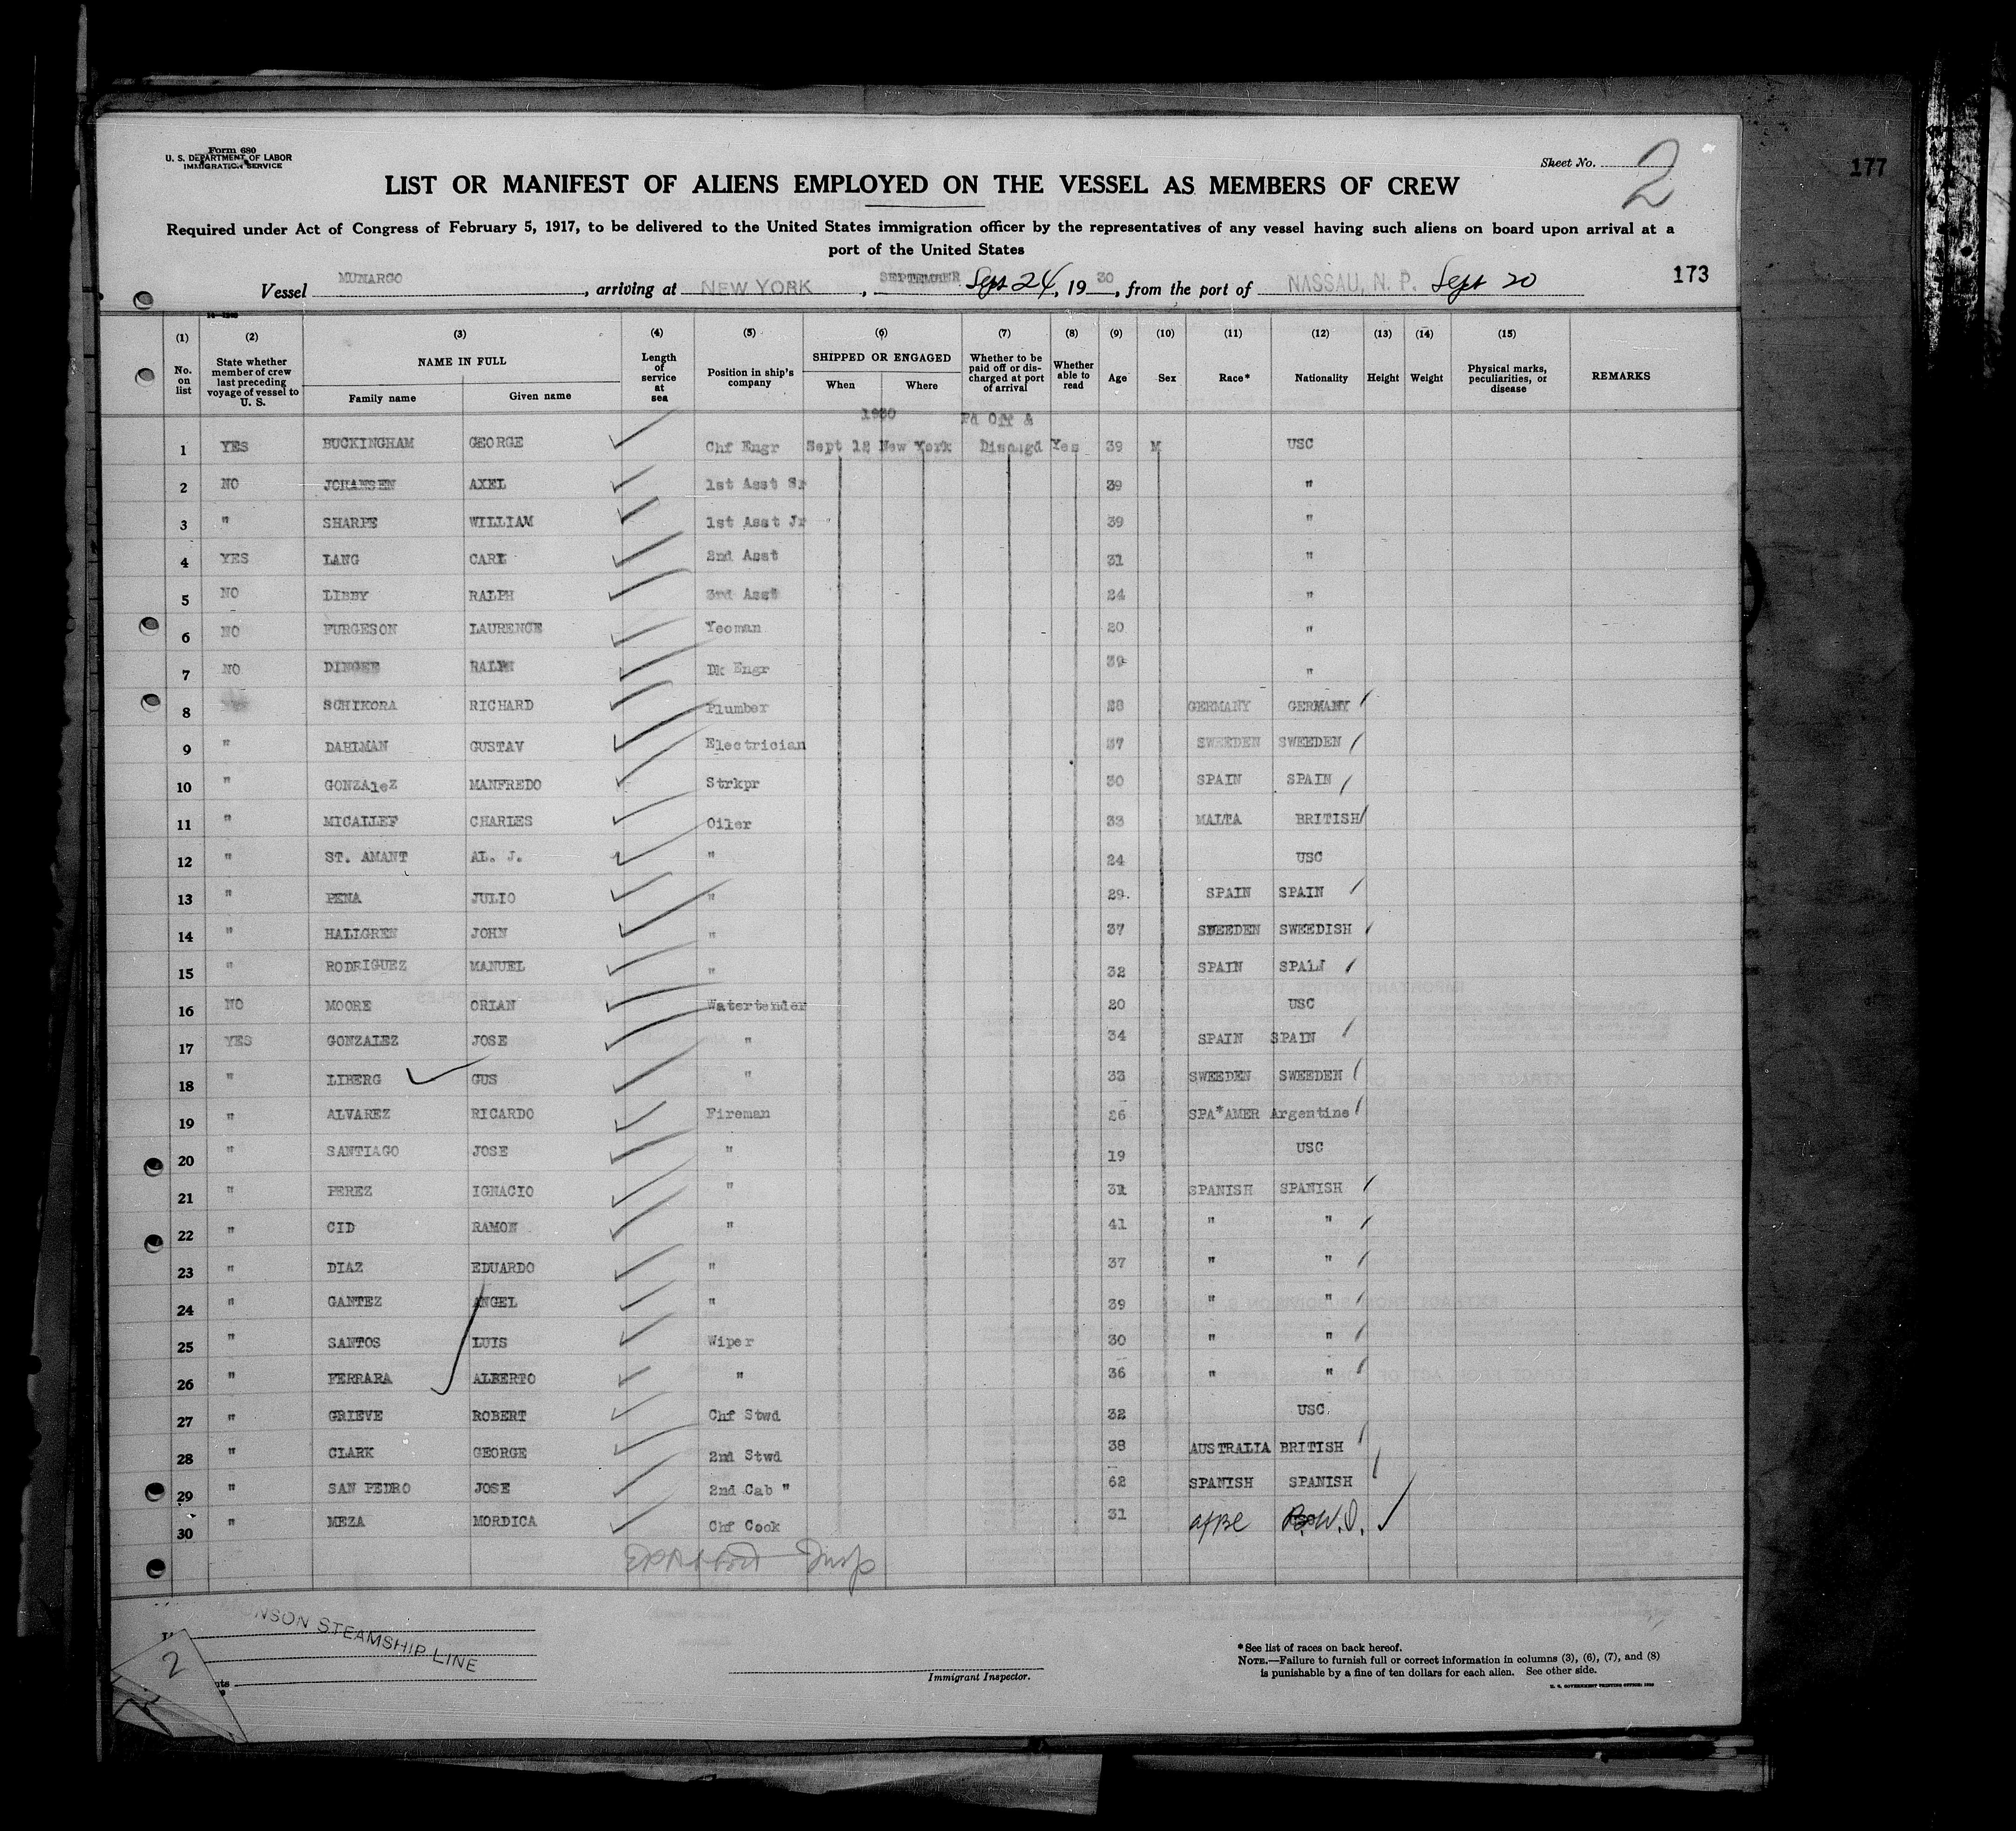 Form 680
U. S. DEPARTMENT OF LABOR
IMMIGRATION SERVICE
Sheet No. 2
177
LIST OR MANIFEST OF ALIENS EMPLOYED ON THE VESSEL AS MEMBERS OF CREW
Required under Act of Congress of February 5, 1917, to be delivered to the United States immigration officer by the representatives of any vessel having such aliens on board upon arrival at a
port of the United States
173
Vessel MUNARGO, arriving at NEW YORK, SEPTEMBER Sept 24, 1930, from the port of NASSAU, N. P. Sept 20
(1) (2) (3) (4) (5) (6) (7) (8) (9) (10) (11) (12) (13) (14) (15)
No. on list State whether member of crew last preceding voyage of vessel to U. S. NAME IN FULL Family name Given name Length of service at sea Position in ship's company SHIPPED OR ENGAGED When Where Whether to be paid off or discharged at port of arrival Whether able to read Age Sex Race* Nationality Height Weight Physical marks, peculiarities, or disease REMARKS
1930 Pd Off &
1 YES BUCKINGHAM GEORGE Chf Engr Sept 12 New York Dischgd Yes 39 M USC
2 NO JOHANSEN AXEL 1st Asst Sr 39 "
3 " SHARPE WILLIAM 1st Asst Jr 39 "
4 YES LANG CARL 2nd Asst 31 "
5 NO LIBBY RALPH 3rd Asst 24 "
6 NO FURGESON LAURENCE Yeoman 20 "
7 NO DINGEE RALPH Dk Engr 39 "
8 SCHIKORA RICHARD Plumber 28 GERMANY GERMANY
9 " DAHLMAN GUSTAV Electrician 37 SWEEDEN SWEEDEN
10 " GONZAleZ MANFREDO Strkpr 30 SPAIN SPAIN
11 " MICALLEF CHARLES Oiler 33 MALTA BRITISH
12 " ST. AMANT AL. J. " 24 USC
13 " PENA JULIO " 29 SPAIN SPAIN
14 " HALLGREN JOHN " 37 SWEEDEN SWEEDISH
15 " RODRIGUEZ MANUEL " 32 SPAIN SPAIN
16 NO MOORE ORIAN Watertender 20 USC
17 YES GONZALEZ JOSE " 34 SPAIN SPAIN
18 " LIBERG GUS " 33 SWEEDEN SWEEDEN
19 " ALVAREZ RICARDO Fireman 26 SPA*AMER Argentine
20 " SANTIAGO JOSE " 19 USC
21 " PEREZ IGNACIO " 31 SPANISH SPANISH
22 " CID RAMON " 41 " "
23 " DIAZ EDUARDO " 37 " "
24 " GANTEZ ANGEL " 39 " "
25 " SANTOS LUIS Wiper 30 " "
26 " FERRARA ALBERTO " 36 " "
27 " GRIEVE ROBERT Chf Stwd 32 USC
28 " CLARK GEORGE 2nd Stwd 38 AUSTRALIA BRITISH
29 " SAN PEDRO JOSE 2nd Cab " 62 SPANISH SPANISH
30 " MEZA MORDICA Chf Cook 31 W.I.
Insp
NSON STEAMSHIP LINE
2
Immigrant Inspector.
*See list of races on back hereof.
NOTE.—Failure to furnish full or correct information in columns (3), (6), (7), and (8)
is punishable by a fine of ten dollars for each alien. See other side.
U. S. GOVERNMENT PRINTING OFFICE